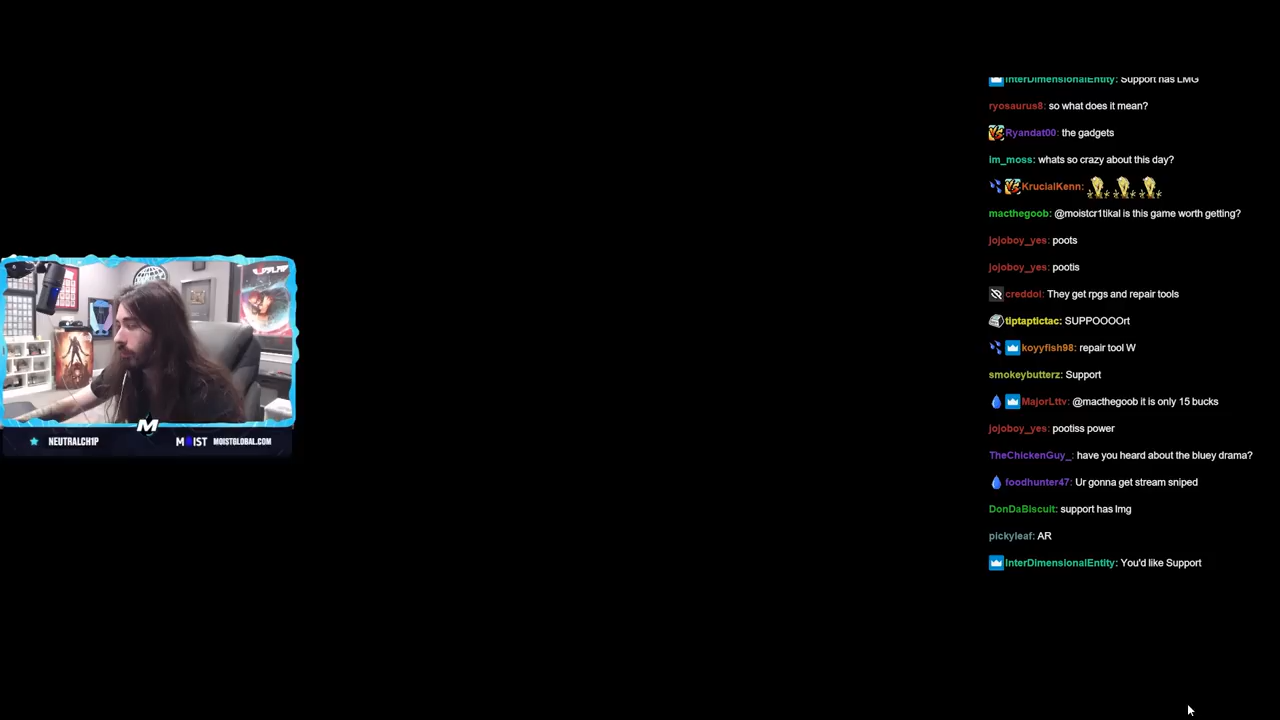 InterDimensionalEntity: Support has LMG
ryosaurus8: so what does it mean?
Ryandat00: the gadgets
im_moss: whats so crazy about this day?
KrucialKenn:
macthegoob: @moistcr1tikal is this game worth getting?
jojoboy_yes: poots
jojoboy_yes: pootis
creddol: They get rpgs and repair tools
tiptaptictac: SUPPOOOOrt
koyyfish98: repair tool W
smokeybutterz: Support
MajorLttv: @macthegoob it is only 15 bucks
jojoboy_yes: pootiss power
TheChickenGuy_: have you heard about the bluey drama?
foodhunter47: Ur gonna get stream sniped
DonDaBiscuit: support has lmg
pickyleaf: AR
InterDimensionalEntity: You'd like Support
M
NEUTRALCH1P
MOIST MOISTGLOBAL.COM